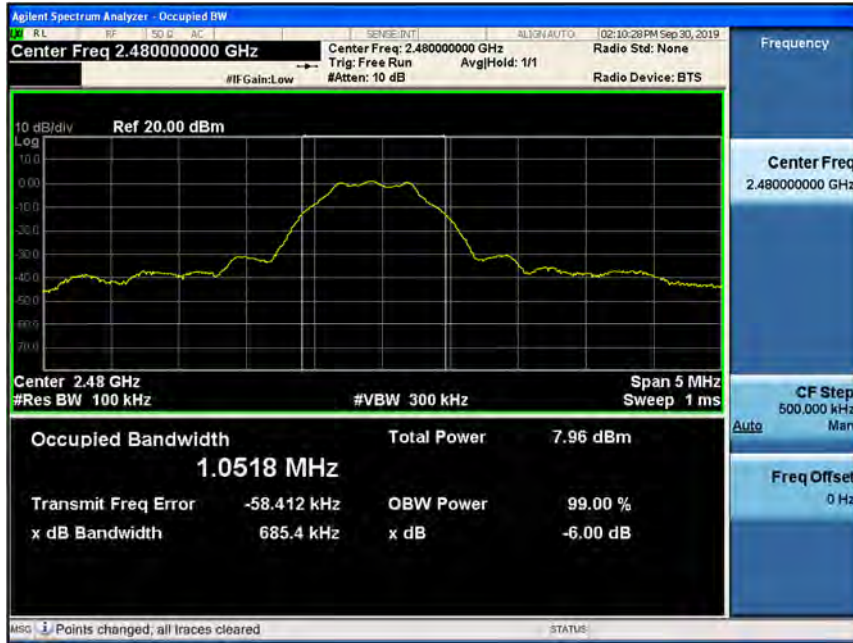 Agilent Spectrum Analyzer - Occupied BW
LXI RL RF 50 Ω AC SENSE:INT ALIGNAUTO 02:10:28PM Sep 30, 2019
Center Freq 2.480000000 GHz
Center Freq: 2.480000000 GHz Radio Std: None
Trig: Free Run Avg|Hold: 1/1
#IFGain:Low #Atten: 10 dB Radio Device: BTS
10 dB/div Ref 20.00 dBm
Log
10.0
0.00
-10.0
-20.0
-30.0
-40.0
-50.0
-60.0
-70.0
Center 2.48 GHz Span 5 MHz
#Res BW 100 kHz #VBW 300 kHz Sweep 1 ms
Occupied Bandwidth Total Power 7.96 dBm
1.0518 MHz
Transmit Freq Error -58.412 kHz OBW Power 99.00 %
x dB Bandwidth 685.4 kHz x dB -6.00 dB
MSG Points changed; all traces cleared STATUS
Frequency
Center Freq
2.480000000 GHz
CF Step
500.000 kHz
Auto Man
Freq Offset
0 Hz